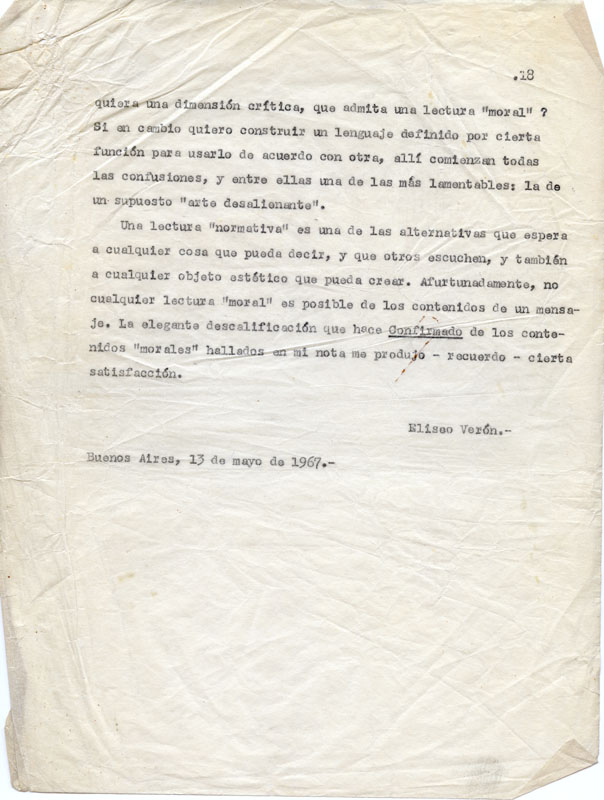 .18
quiera una dimensión crítica, que admita una lectura "moral" ?
Si en cambio quiero construir un lenguaje definido por cierta
función para usarlo de acuerdo con otra, allí comienzan todas
las confusiones, y entre ellas una de las más lamentables: la de
un supuesto "arte desalienante".
Una lectura "normativa" es una de las alternativas que espera
a cualquier cosa que pueda decir, y que otros escuchen, y también
a cualquier objeto estético que pueda crear. Afurtunadamente, no
cualquier lectura "moral" es posible de los contenidos de un mensa-
je. La elegante descalificación que hace Confirmado de los conte-
nidos "morales" hallados en mi nota me produjo - recuerdo - cierta
satisfacción.
Eliseo Verón.-
Buenos Aires, 13 de mayo de 1967.-